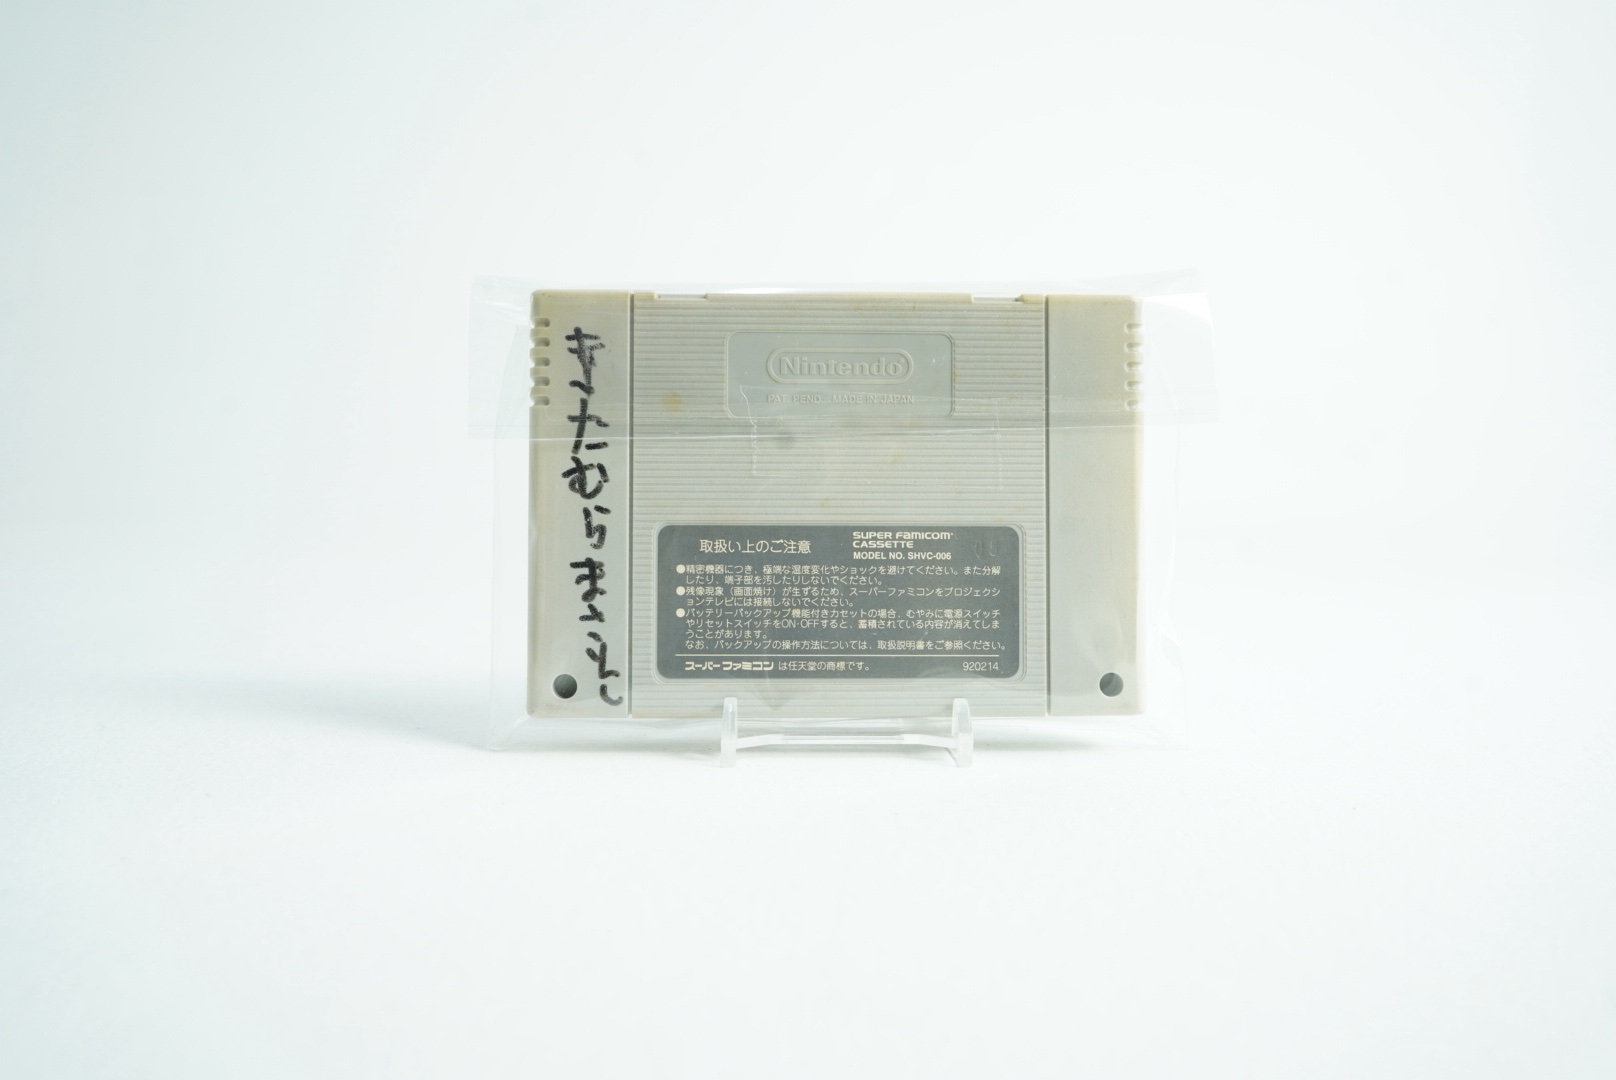 きたむらまさし
Nintendo
PAT. PEND. MADE IN JAPAN
取扱い上のご注意
SUPER FAMICOM
CASSETTE
MODEL NO. SHVC-006
●精密機器につき、極端な温度変化やショックを避けてください。また分解
したり、端子部を汚したりしないでください。
●残像現象（画面焼け）が生ずるため、スーパーファミコンをプロジェクシ
ョンテレビには接続しないでください。
●バッテリーバックアップ機能付きカセットの場合、むやみに電源スイッチ
やリセットスイッチをON・OFFすると、蓄積されている内容が消えてしま
うことがあります。
なお、バックアップの操作方法については、取扱説明書をご参照ください。
スーパーファミコンは任天堂の商標です。 920214